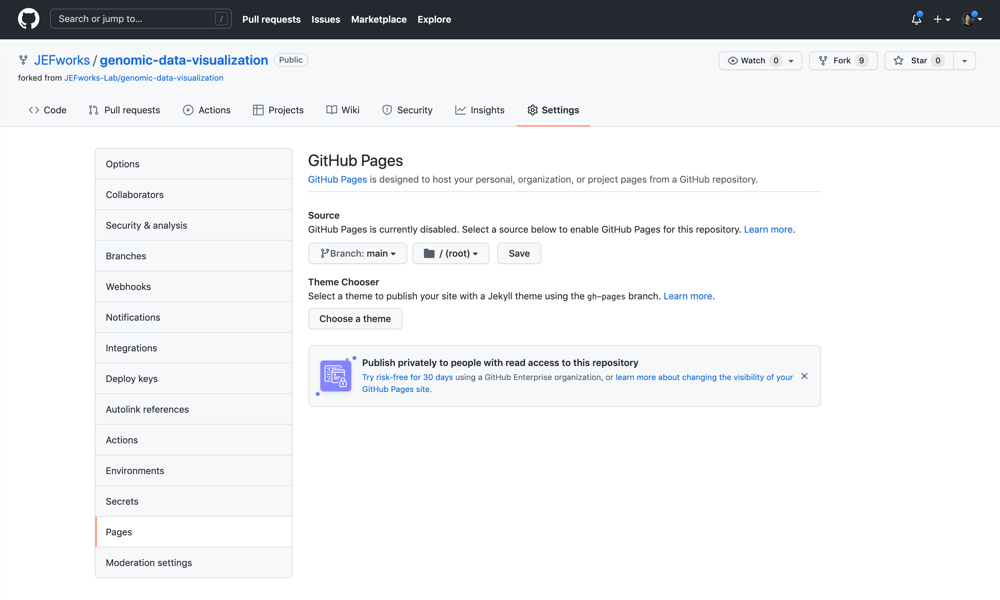 Search or jump to... / Pull requests Issues Marketplace Explore
JEFworks / genomic-data-visualization Public
Watch 0 Fork 9 Star 0
forked from JEFworks-Lab/genomic-data-visualization
Code Pull requests Actions Projects Wiki Security Insights Settings
Options
Collaborators
Security & analysis
Branches
Webhooks
Notifications
Integrations
Deploy keys
Autolink references
Actions
Environments
Secrets
Pages
Moderation settings
GitHub Pages
GitHub Pages is designed to host your personal, organization, or project pages from a GitHub repository.
Source
GitHub Pages is currently disabled. Select a source below to enable GitHub Pages for this repository. Learn more.
Branch: main / (root) Save
Theme Chooser
Select a theme to publish your site with a Jekyll theme using the gh-pages branch. Learn more.
Choose a theme
Publish privately to people with read access to this repository
Try risk-free for 30 days using a GitHub Enterprise organization, or learn more about changing the visibility of your
GitHub Pages site.